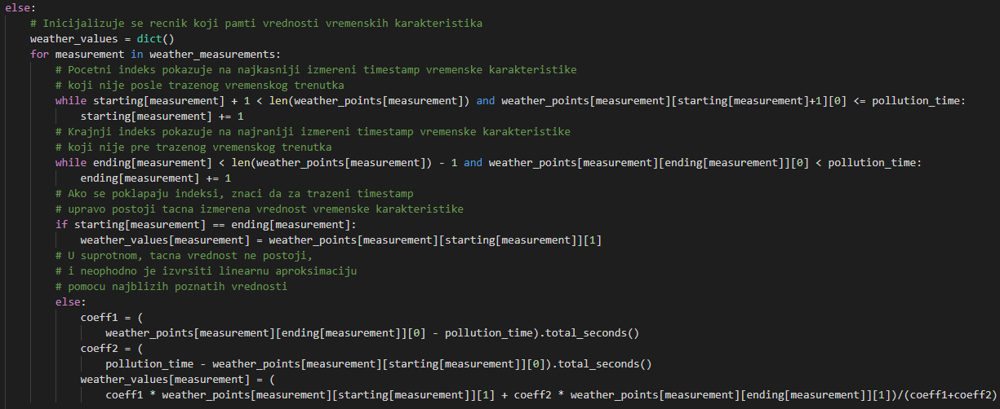 else:
    # Inicijalizuje se recnik koji pamti vrednosti vremenskih karakteristika
    weather_values = dict()
    for measurement in weather_measurements:
        # Pocetni indeks pokazuje na najkasniji izmereni timestamp vremenske karakteristike
        # koji nije posle trazenog vremenskog trenutka
        while starting[measurement] + 1 < len(weather_points[measurement]) and weather_points[measurement][starting[measurement]+1][0] <= pollution_time:
            starting[measurement] += 1
        # Krajnji indeks pokazuje na najraniji izmereni timestamp vremenske karakteristike
        # koji nije pre trazenog vremenskog trenutka
        while ending[measurement] < len(weather_points[measurement]) - 1 and weather_points[measurement][ending[measurement]][0] < pollution_time:
            ending[measurement] += 1
        # Ako se poklapaju indeksi, znaci da za trazeni timestamp
        # upravo postoji tacna izmerena vrednost vremenske karakteristike
        if starting[measurement] == ending[measurement]:
            weather_values[measurement] = weather_points[measurement][starting[measurement]][1]
        # U suprotnom, tacna vrednost ne postoji,
        # i neophodno je izvrsiti linearnu aproksimaciju
        # pomocu najblizih poznatih vrednosti
        else:
            coeff1 = (
                weather_points[measurement][ending[measurement]][0] - pollution_time).total_seconds()
            coeff2 = (
                pollution_time - weather_points[measurement][starting[measurement]][0]).total_seconds()
            weather_values[measurement] = (
                coeff1 * weather_points[measurement][starting[measurement]][1] + coeff2 * weather_points[measurement][ending[measurement]][1])/(coeff1+coeff2)